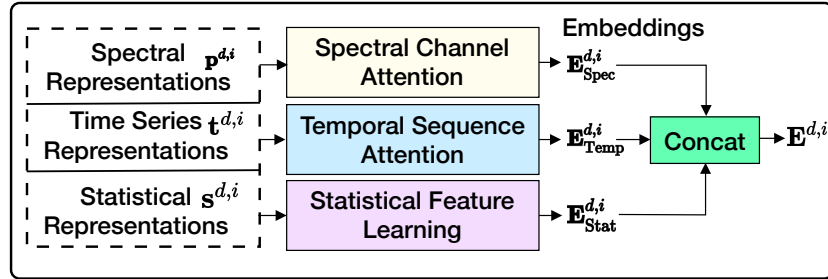 Embeddings
Spectral p^{d,i}
Representations
Spectral Channel
Attention
E^{d,i}_{Spec}
Time Series t^{d,i}
Representations
Temporal Sequence
Attention
E^{d,i}_{Temp}
Concat
E^{d,i}
Statistical s^{d,i}
Representations
Statistical Feature
Learning
E^{d,i}_{Stat}